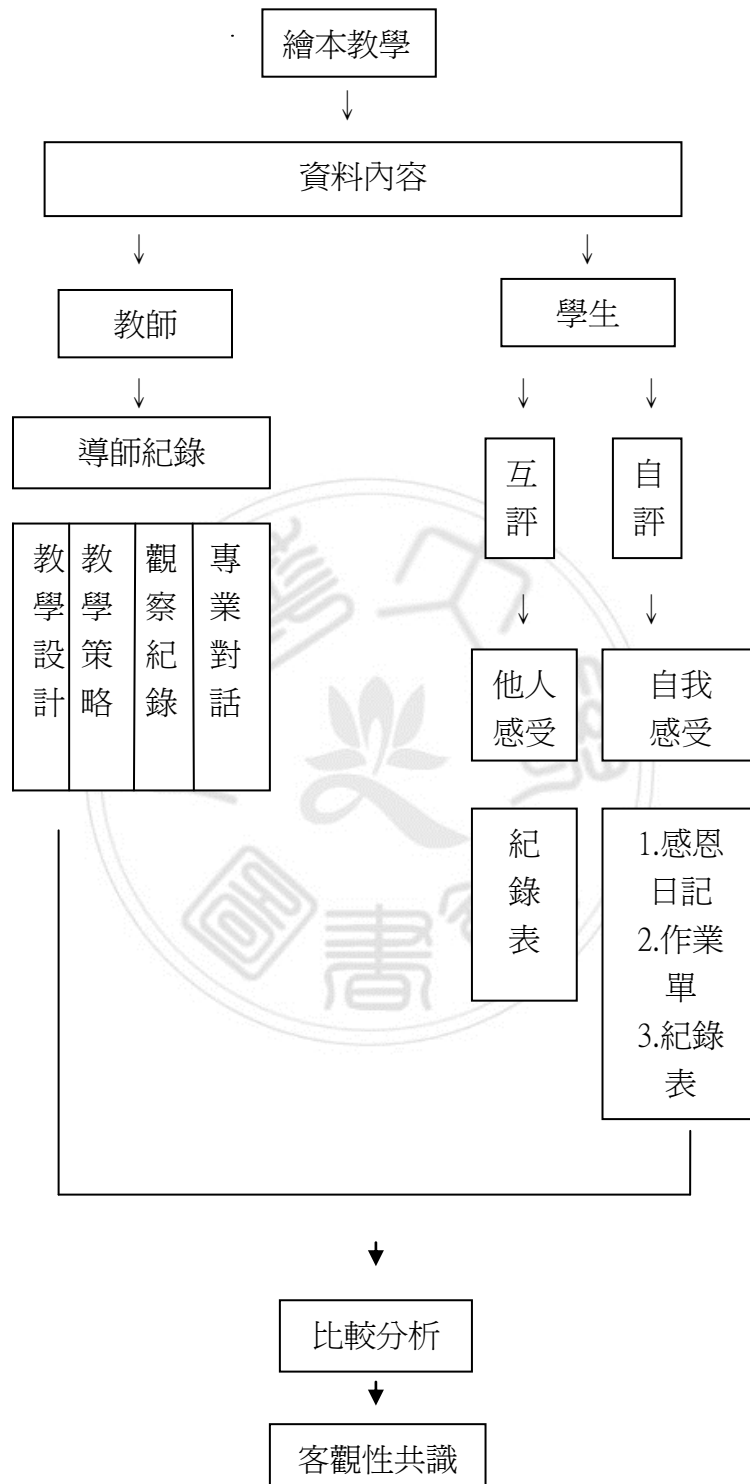 繪本教學
↓
資料內容
↓ ↓
教師
學生
↓
↓ ↓
導師紀錄
互評
自評
教學設計
教學策略
觀察紀錄
專業對話
↓ ↓
他人
感受
自我
感受
紀錄表
1.感恩
日記
2.作業
單
3.紀錄
表
比較分析
客觀性共識